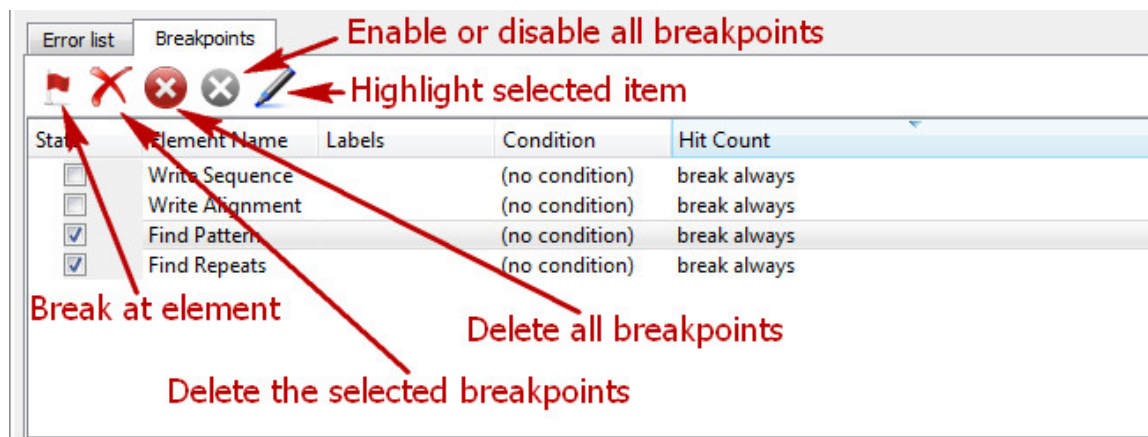 Error list Breakpoints Enable or disable all breakpoints
Highlight selected item
State Element Name Labels Condition Hit Count
Write Sequence (no condition) break always
Write Alignment (no condition) break always
Find Pattern (no condition) break always
Find Repeats (no condition) break always
Break at element
Delete all breakpoints
Delete the selected breakpoints